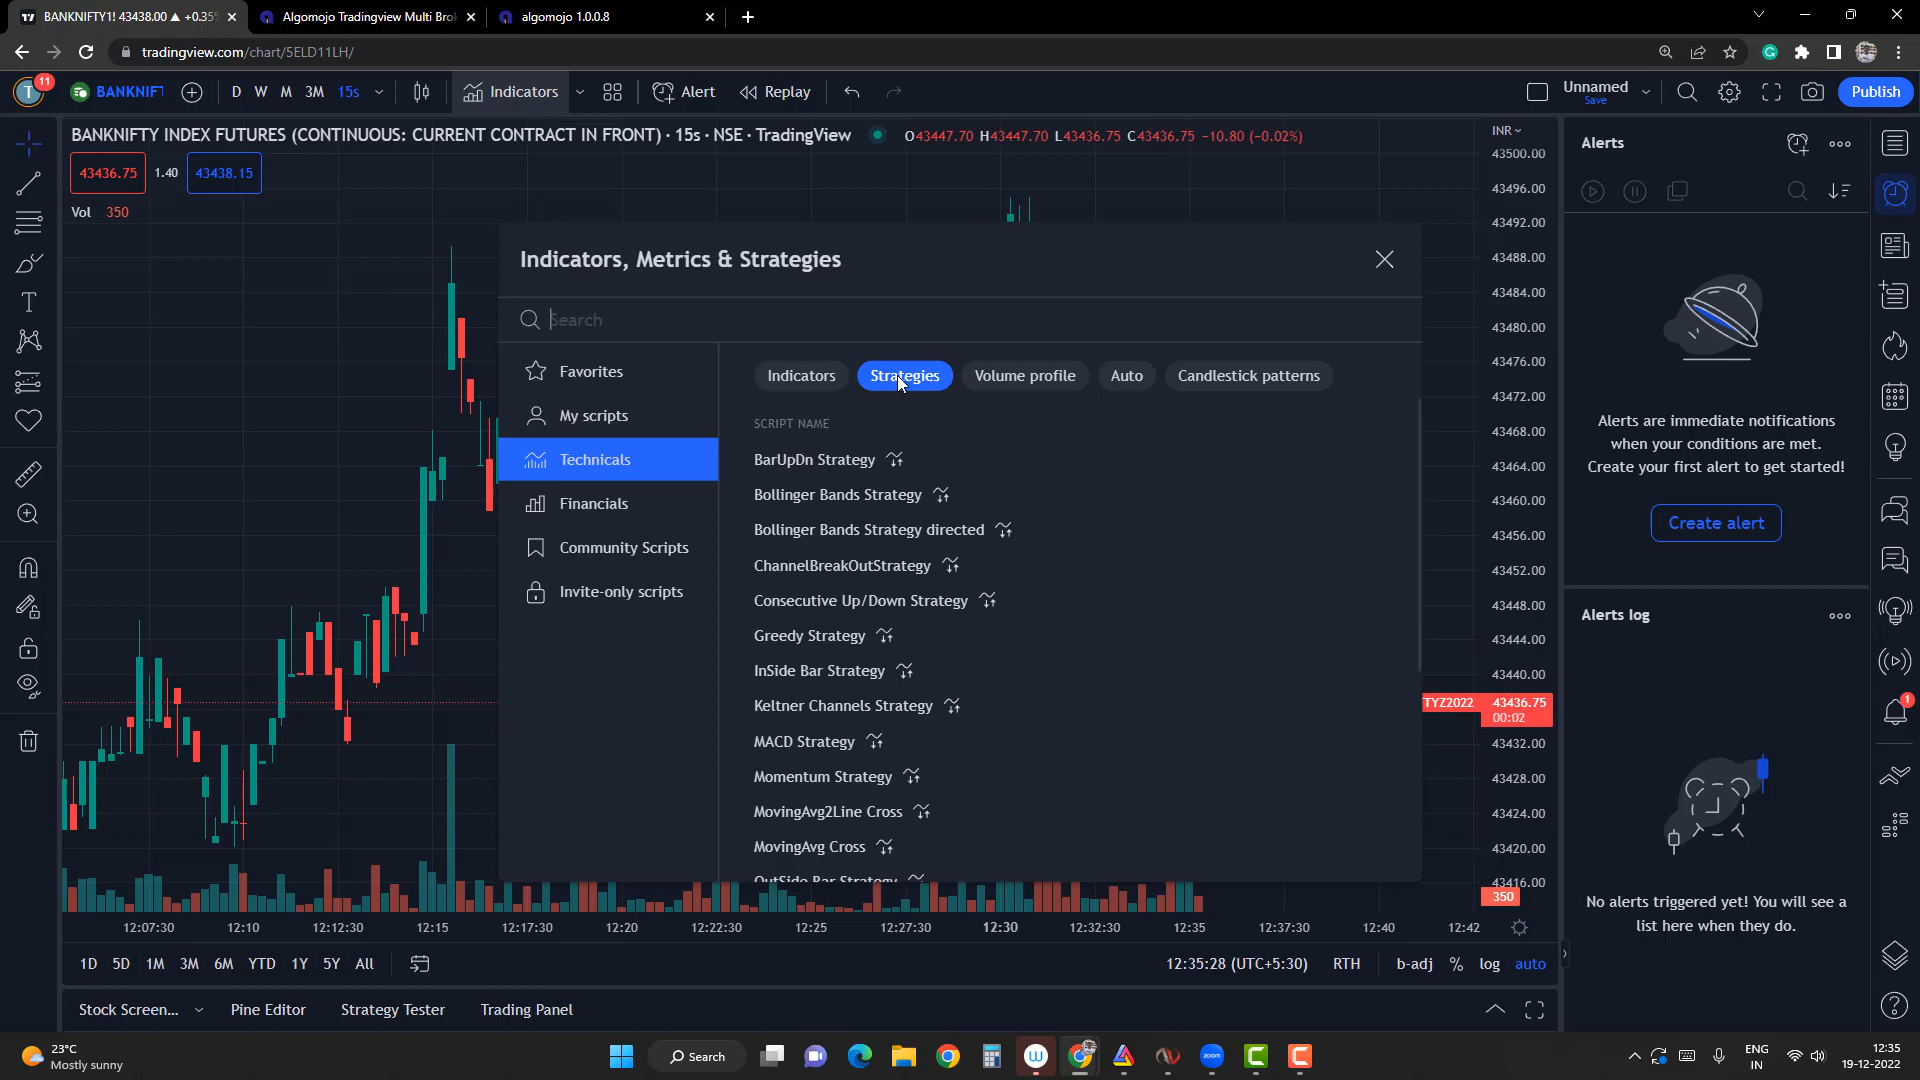 BANKNIFTY1! 43438.00 ▲ +0.35%
Algomojo Tradingview Multi Brok
algomojo 1.0.0.8
tradingview.com/chart/5ELD11LH/
T
11
BANKNIFT
D W M 3M 15s
Indicators
Alert
Replay
Unnamed
Save
Publish
BANKNIFTY INDEX FUTURES (CONTINUOUS: CURRENT CONTRACT IN FRONT) · 15s · NSE · TradingView
O43447.70 H43447.70 L43436.75 C43436.75 −10.80 (−0.02%)
INR
43436.75 1.40 43438.15
Vol 350
43500.00
43496.00
43492.00
43488.00
43484.00
43480.00
43476.00
43472.00
43468.00
43464.00
43460.00
43456.00
43452.00
43448.00
43444.00
43440.00
TYZ2022 43436.75
00:02
43432.00
43428.00
43424.00
43420.00
43416.00
350
Indicators, Metrics & Strategies
Search
Favorites
My scripts
Technicals
Financials
Community Scripts
Invite-only scripts
Indicators Strategies Volume profile Auto Candlestick patterns
SCRIPT NAME
BarUpDn Strategy
Bollinger Bands Strategy
Bollinger Bands Strategy directed
ChannelBreakOutStrategy
Consecutive Up/Down Strategy
Greedy Strategy
InSide Bar Strategy
Keltner Channels Strategy
MACD Strategy
Momentum Strategy
MovingAvg2Line Cross
MovingAvg Cross
OutSide Bar Strategy
Alerts
Alerts are immediate notifications
when your conditions are met.
Create your first alert to get started!
Create alert
Alerts log
No alerts triggered yet! You will see a
list here when they do.
1
12:07:30 12:10 12:12:30 12:15 12:17:30 12:20 12:22:30 12:25 12:27:30 12:30 12:32:30 12:35 12:37:30 12:40 12:42
1D 5D 1M 3M 6M YTD 1Y 5Y All
12:35:28 (UTC+5:30) RTH b-adj % log auto
Stock Screen... Pine Editor Strategy Tester Trading Panel
23°C
Mostly sunny
Search
zoom
ENG
IN
12:35
19-12-2022